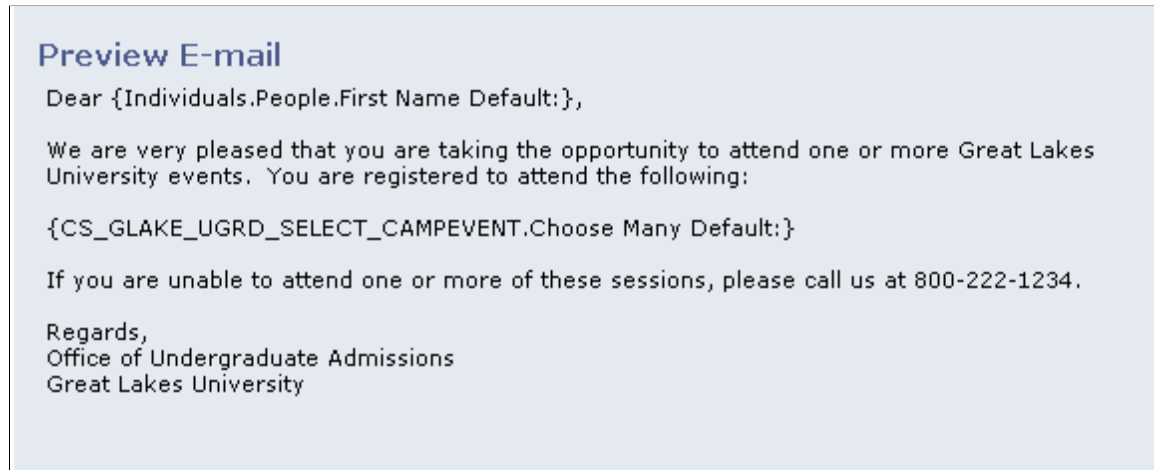 Preview E-mail
Dear {Individuals.People.First Name Default:},
We are very pleased that you are taking the opportunity to attend one or more Great Lakes
University events.  You are registered to attend the following:
{CS_GLAKE_UGRD_SELECT_CAMPEVENT.Choose Many Default:}
If you are unable to attend one or more of these sessions, please call us at 800-222-1234.
Regards,
Office of Undergraduate Admissions
Great Lakes University